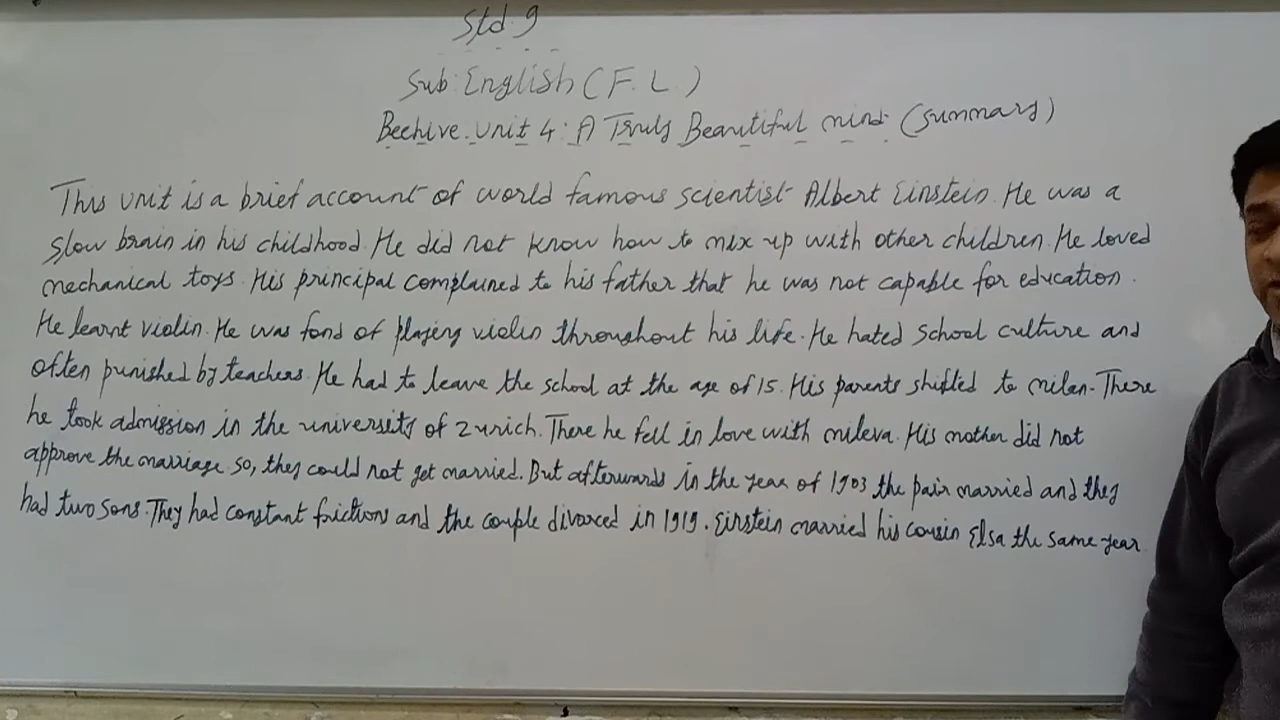 Std 9
Sub: English (F. L.)
Beehive. Unit 4: A Truly Beautiful mind. (summary)
This unit is a brief account of world famous scientist Albert Einstein. He was a
slow brain in his childhood. He did not know how to mix up with other children. He loved
mechanical toys. His principal complained to his father that he was not capable for education.
He learnt violin. He was fond of playing violin throughout his life. He hated school culture and
often punished by teachers. He had to leave the school at the age of 15. His parents shifted to milan. There
he took admission in the university of Zurich. There he fell in love with mileva. His mother did not
approve the marriage so, they could not get married. But afterwards in the year of 1903 the pair married and they
had two sons. They had constant frictions and the couple divorced in 1919. Einstein married his cousin Elsa the same year